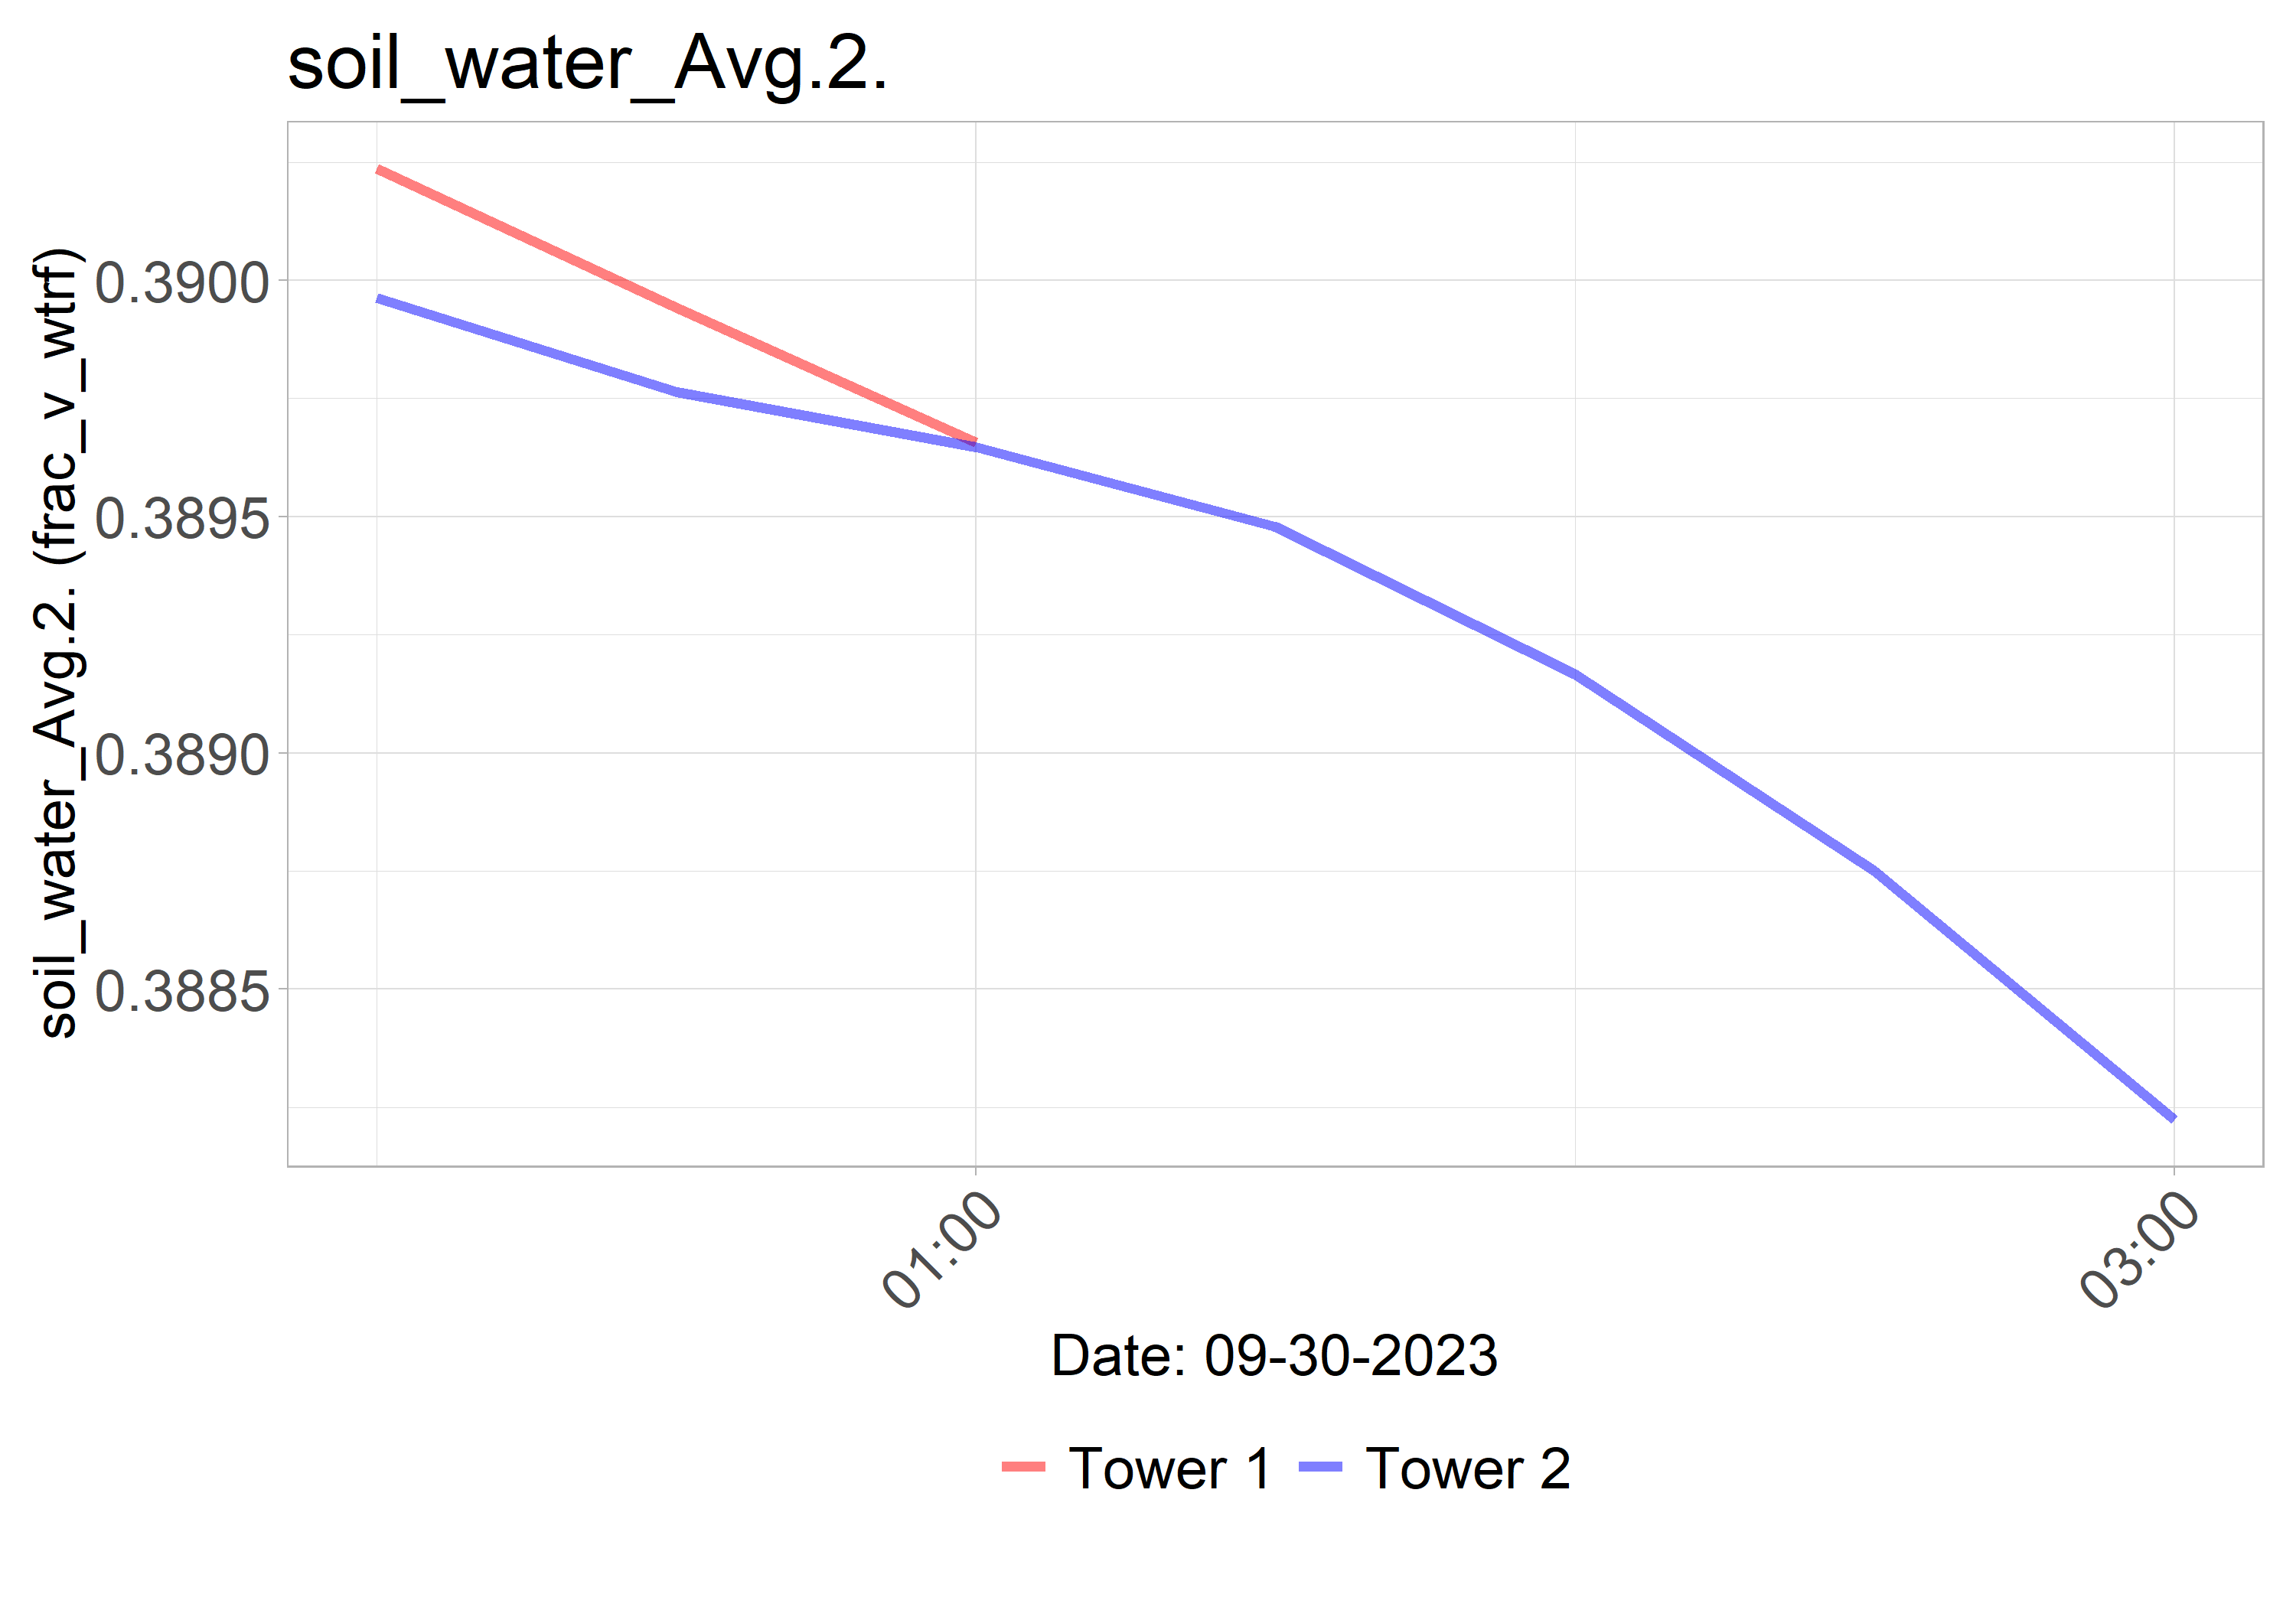 soil_water_Avg.2.
soil_water_Avg.2. (frac_v_wtrf)
0.3900
0.3895
0.3890
0.3885
01:00
03:00
Date: 09-30-2023
Tower 1
Tower 2